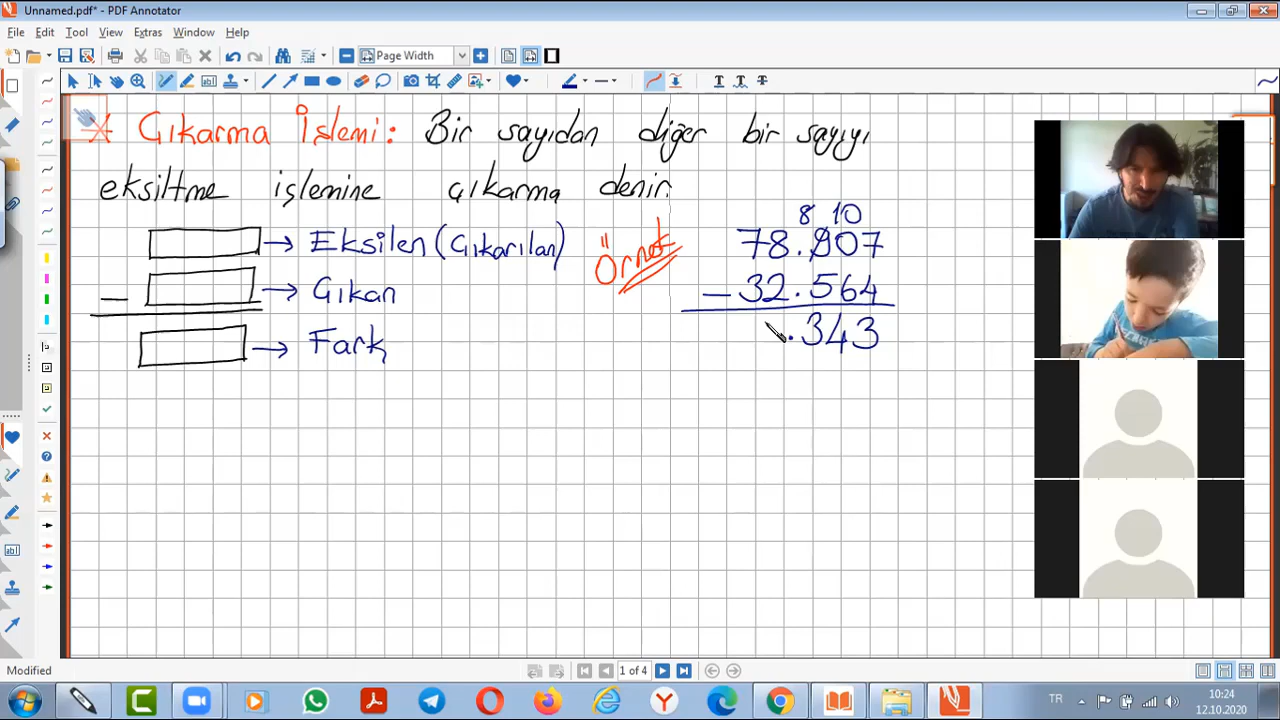 Unnamed.pdf* - PDF Annotator
File Edit Tool View Extras Window Help
Page Width
Çıkarma İşlemi: Bir sayıdan diğer bir sayıyı
eksiltme işlemine çıkarma denir.
→ Eksilen (Çıkarılan)
→ Çıkan
→ Fark
Örnek
8 10
78.907
- 32.564
.343
Modified
1 of 4
TR
10:24
12.10.2020